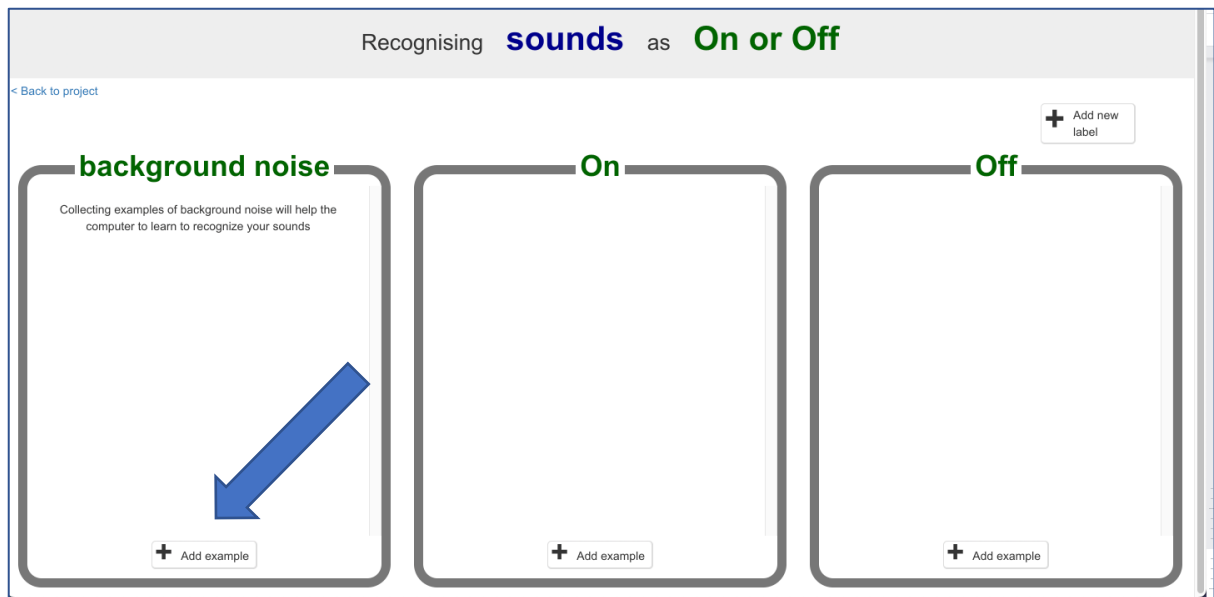 Recognising sounds as On or Off
< Back to project
Add new
label
background noise
On
Off
Collecting examples of background noise will help the
computer to learn to recognize your sounds
Add example
Add example
Add example